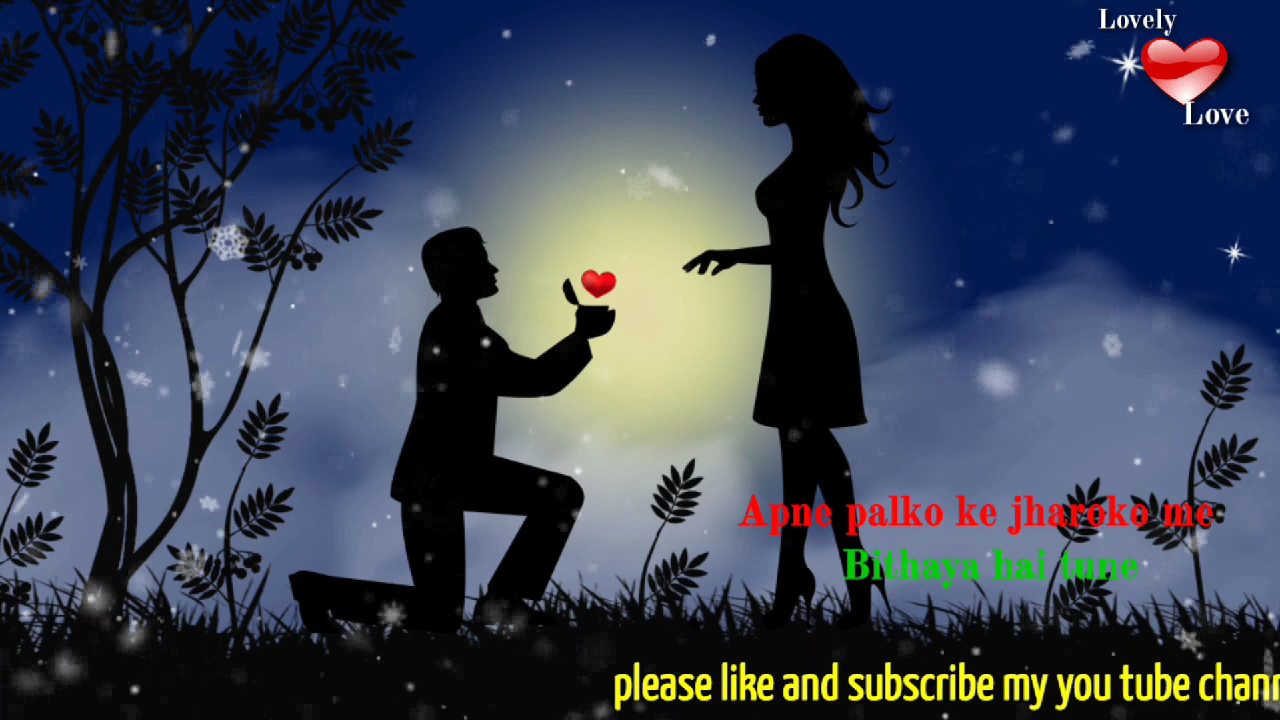 Lovely
Love
Apne palko ke jharoko me
Bithaya hai tune
please like and subscribe my you tube chann